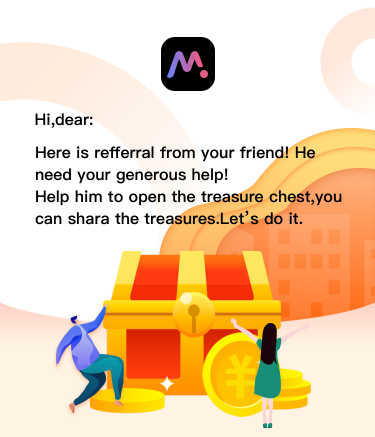 M.
Hi,dear:
Here is refferral from your friend! He
need your generous help!
Help him to open the treasure chest,you
can shara the treasures.Let's do it.
¥